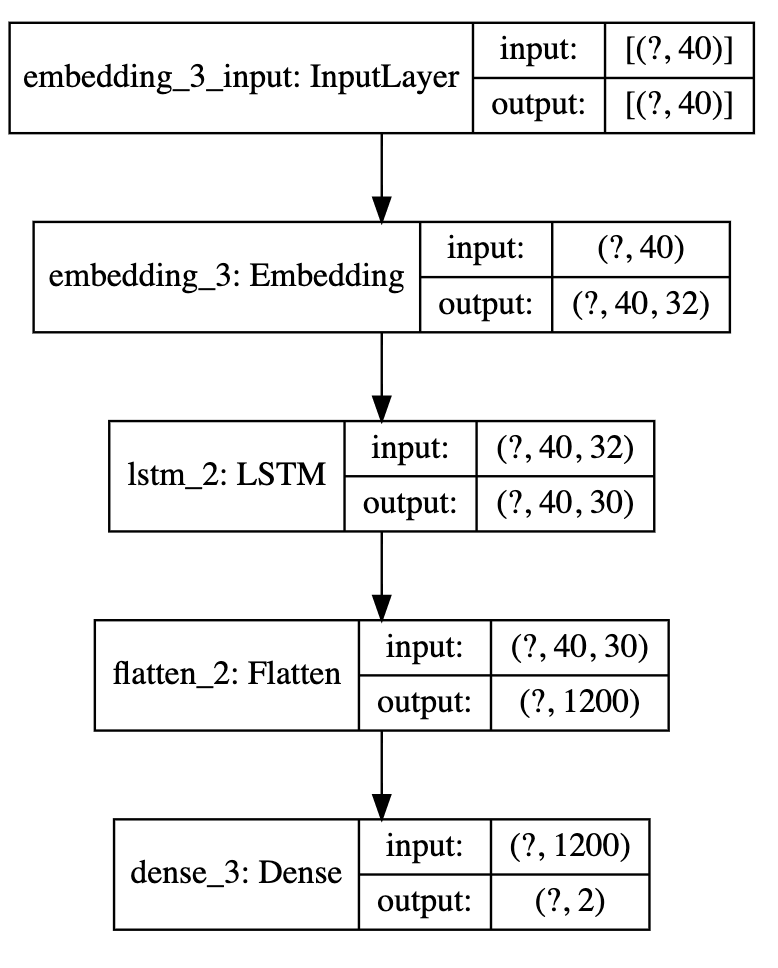 embedding_3_input: InputLayer
input: [(?, 40)]
output: [(?, 40)]
embedding_3: Embedding
input: (?, 40)
output: (?, 40, 32)
lstm_2: LSTM
input: (?, 40, 32)
output: (?, 40, 30)
flatten_2: Flatten
input: (?, 40, 30)
output: (?, 1200)
dense_3: Dense
input: (?, 1200)
output: (?, 2)